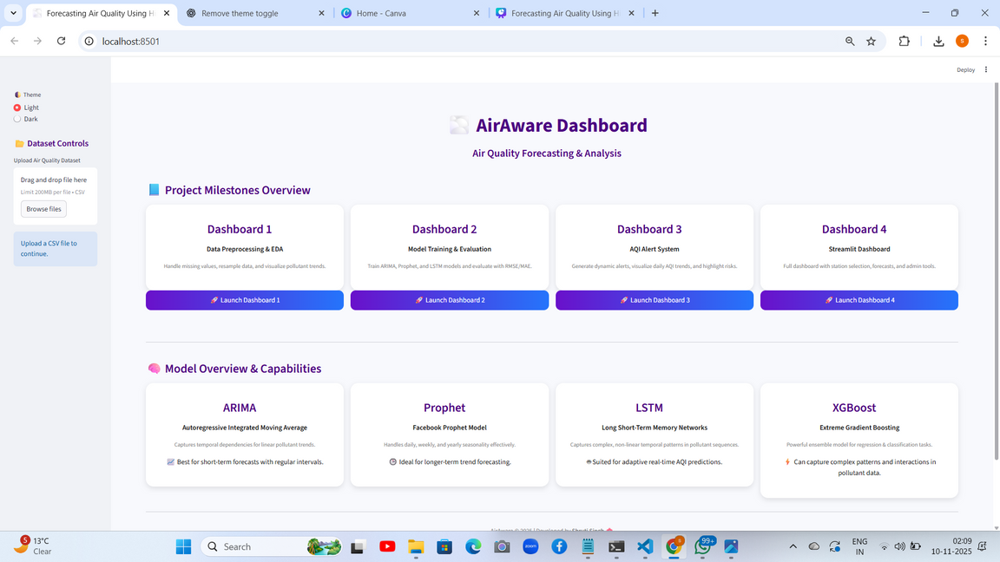 Forecasting Air Quality Using H
Remove theme toggle
Home - Canva
Forecasting Air Quality Using H
localhost:8501
S
Deploy
Theme
Light
Dark
Dataset Controls
Upload Air Quality Dataset
Drag and drop file here
Limit 200MB per file • CSV
Browse files
Upload a CSV file to
continue.
AirAware Dashboard
Air Quality Forecasting & Analysis
Project Milestones Overview
Dashboard 1
Data Preprocessing & EDA
Handle missing values, resample data, and visualize pollutant trends.
Launch Dashboard 1
Dashboard 2
Model Training & Evaluation
Train ARIMA, Prophet, and LSTM models and evaluate with RMSE/MAE.
Launch Dashboard 2
Dashboard 3
AQI Alert System
Generate dynamic alerts, visualize daily AQI trends, and highlight risks.
Launch Dashboard 3
Dashboard 4
Streamlit Dashboard
Full dashboard with station selection, forecasts, and admin tools.
Launch Dashboard 4
Model Overview & Capabilities
ARIMA
Autoregressive Integrated Moving Average
Captures temporal dependencies for linear pollutant trends.
Best for short-term forecasts with regular intervals.
Prophet
Facebook Prophet Model
Handles daily, weekly, and yearly seasonality effectively.
Ideal for longer-term trend forecasting.
LSTM
Long Short-Term Memory Networks
Captures complex, non-linear temporal patterns in pollutant sequences.
Suited for adaptive real-time AQI predictions.
XGBoost
Extreme Gradient Boosting
Powerful ensemble model for regression & classification tasks.
Can capture complex patterns and interactions in
pollutant data.
5
13°C
Clear
Search
zoom
S
99+
ENG
IN
02:09
10-11-2025